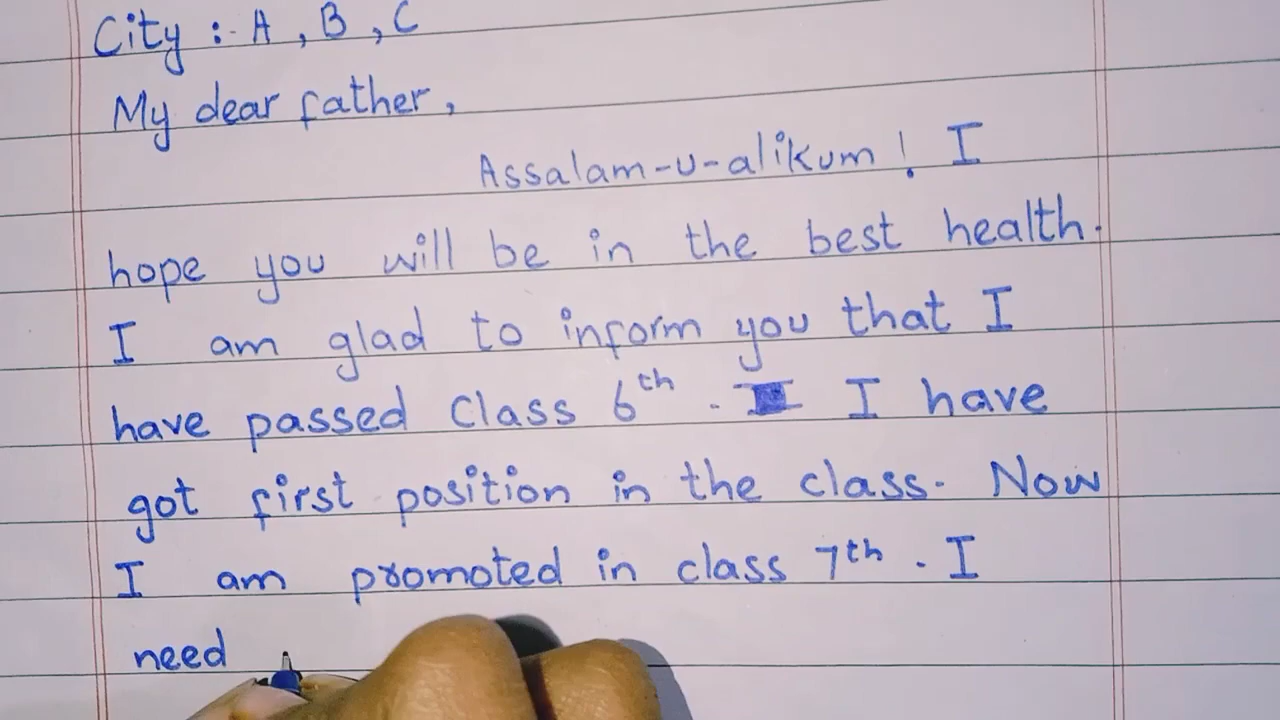 City :- A , B , C
My dear father,
Assalam-u-alikum ! I
hope you will be in the best health.
I am glad to inform you that I
have passed Class 6th . I have
got first position in the class. Now
I am promoted in class 7th . I
need